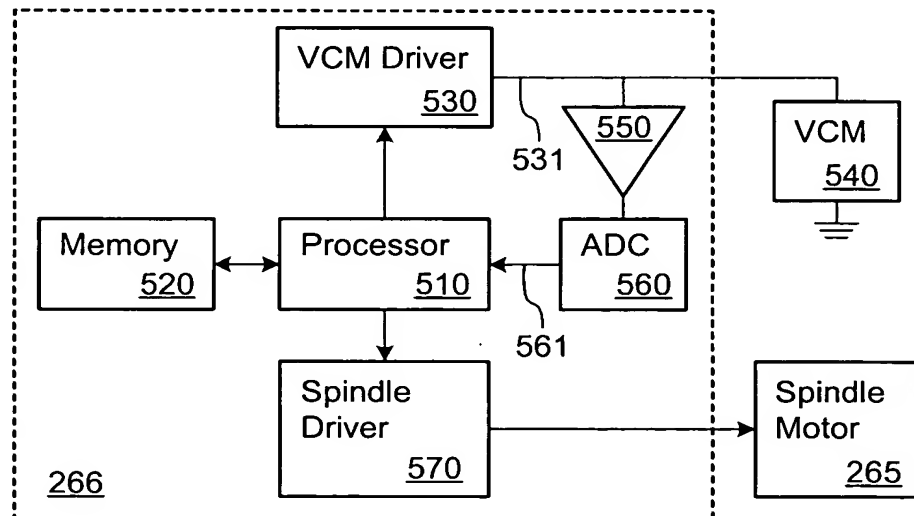 VCM Driver
530
531
550
VCM
540
Memory
520
Processor
510
ADC
560
561
Spindle
Driver
570
Spindle
Motor
265
266